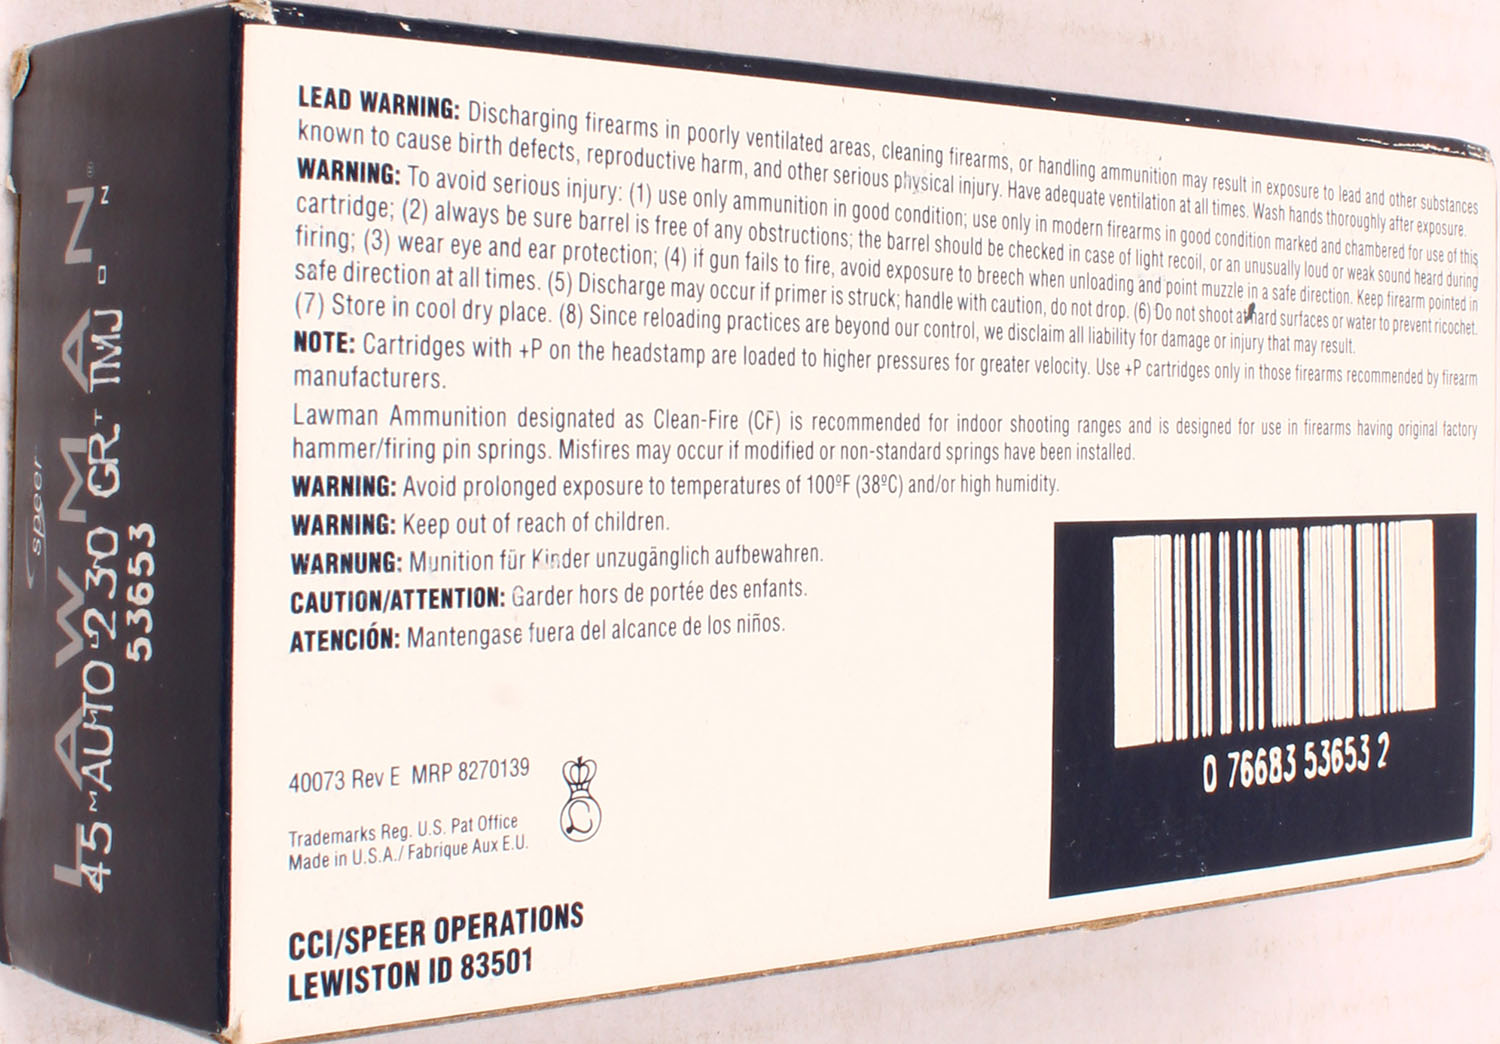 LEAD WARNING: Discharging firearms in poorly ventilated areas, cleaning firearms, or handling ammunition may result in exposure to lead and other substances
known to cause birth defects, reproductive harm, and other serious physical injury. Have adequate ventilation at all times. Wash hands thoroughly after exposure.
WARNING: To avoid serious injury: (1) use only ammunition in good condition; use only in modern firearms in good condition marked and chambered for use of this
cartridge; (2) always be sure barrel is free of any obstructions; the barrel should be checked in case of light recoil, or an unusually loud or weak sound heard during
firing; (3) wear eye and ear protection; (4) if gun fails to fire, avoid exposure to breech when unloading and point muzzle in a safe direction. Keep firearm pointed in
safe direction at all times. (5) Discharge may occur if primer is struck; handle with caution, do not drop. (6) Do not shoot at hard surfaces or water to prevent ricochet.
(7) Store in cool dry place. (8) Since reloading practices are beyond our control, we disclaim all liability for damage or injury that may result.
NOTE: Cartridges with +P on the headstamp are loaded to higher pressures for greater velocity. Use +P cartridges only in those firearms recommended by firearm
manufacturers.
Lawman Ammunition designated as Clean-Fire (CF) is recommended for indoor shooting ranges and is designed for use in firearms having original factory
hammer/firing pin springs. Misfires may occur if modified or non-standard springs have been installed.
WARNING: Avoid prolonged exposure to temperatures of 100ºF (38ºC) and/or high humidity.
WARNING: Keep out of reach of children.
WARNUNG: Munition für Kinder unzugänglich aufbewahren.
CAUTION/ATTENTION: Garder hors de portée des enfants.
ATENCIÓN: Mantengase fuera del alcance de los niños.
40073 Rev E MRP 8270139
L
Trademarks Reg. U.S. Pat Office
Made in U.S.A./ Fabrique Aux E.U.
CCI/SPEER OPERATIONS
LEWISTON ID 83501
0 76683 53653 2
speer
LAWMAN®
45 AUTO 230 GR TMJ
53653